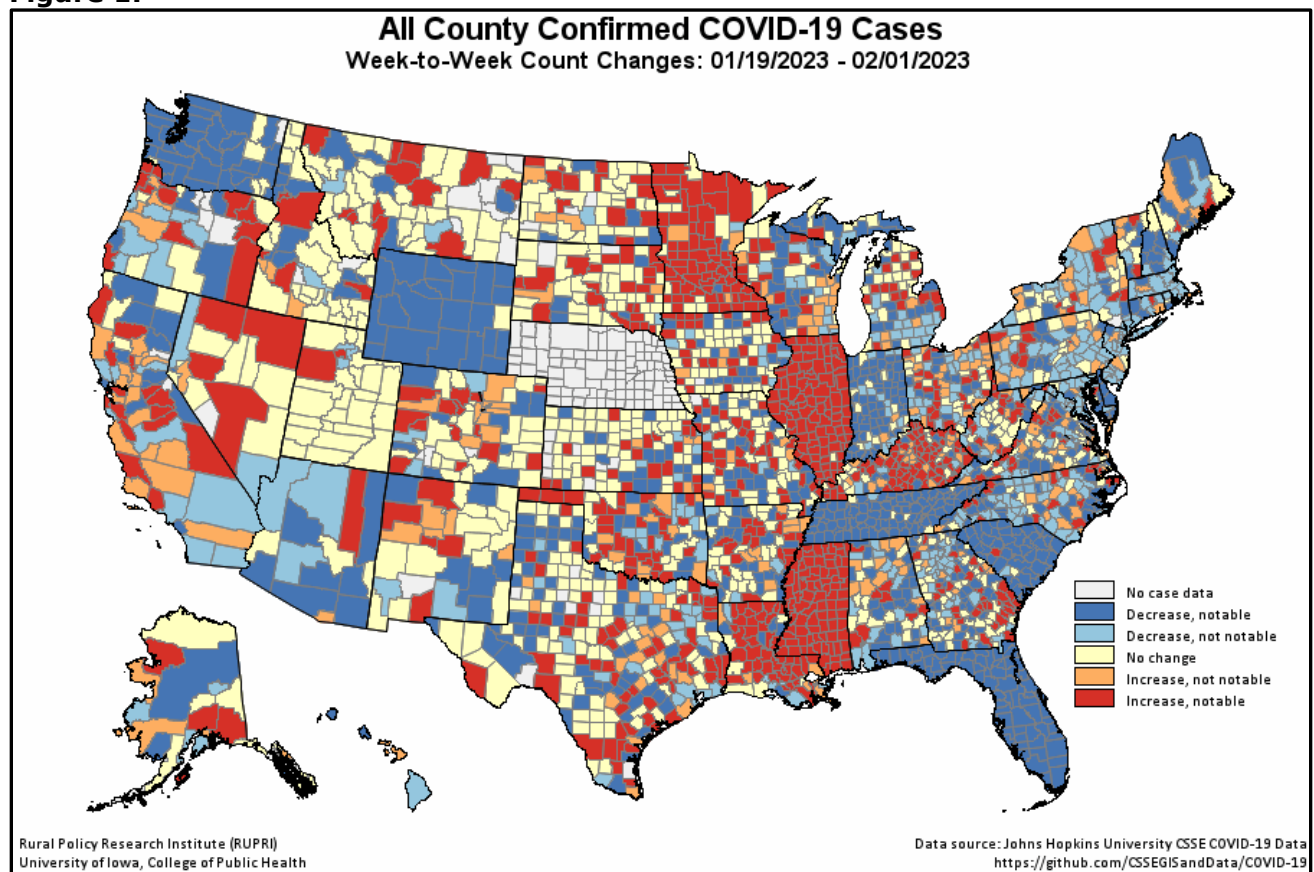 All County Confirmed COVID-19 Cases
Week-to-Week Count Changes: 01/19/2023 - 02/01/2023
No case data
Decrease, notable
Decrease, not notable
No change
Increase, not notable
Increase, notable
Rural Policy Research Institute (RUPRI)
University of Iowa, College of Public Health
Data source: Johns Hopkins University CSSE COVID-19 Data
https://github.com/CSSEGISandData/COVID-19